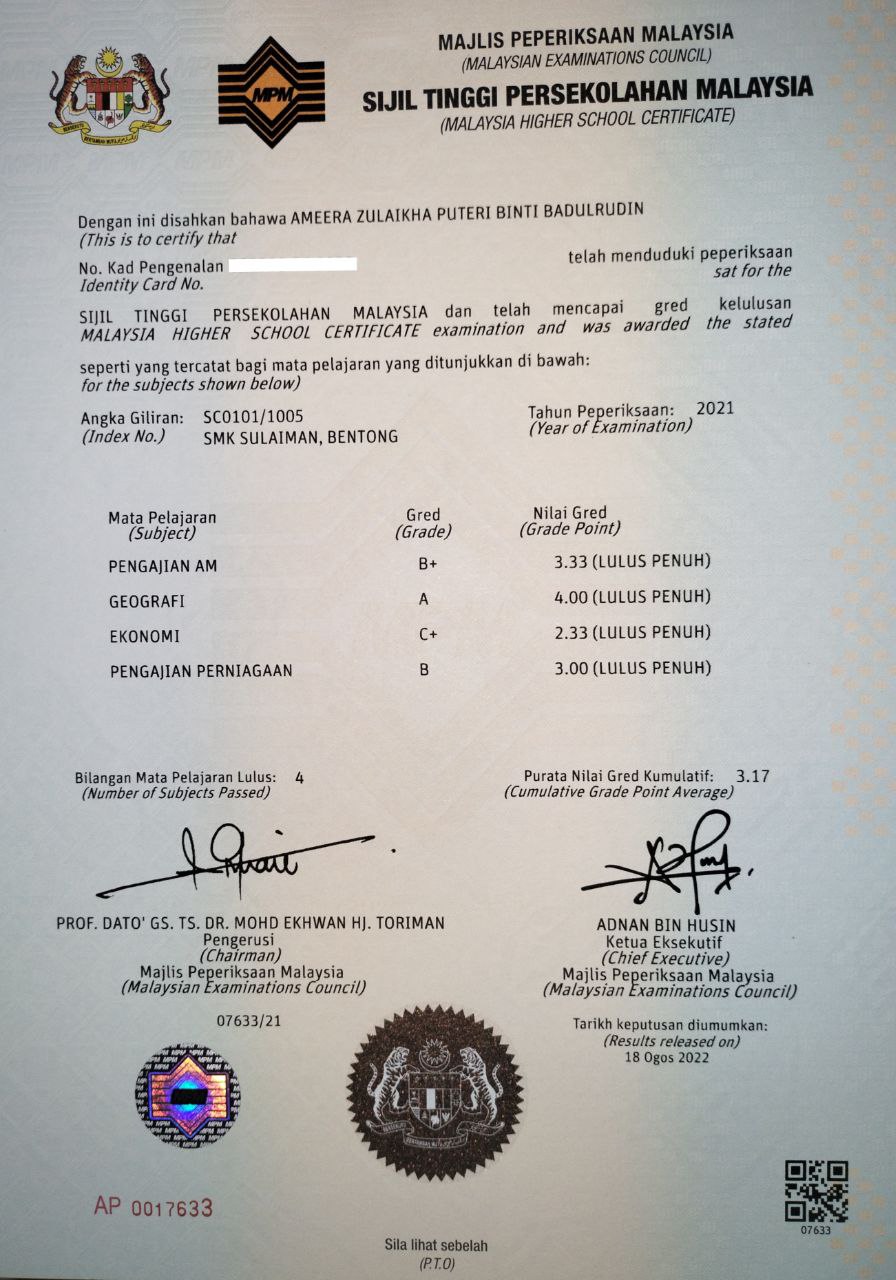 MAJLIS PEPERIKSAAN MALAYSIA
(MALAYSIAN EXAMINATIONS COUNCIL)
SIJIL TINGGI PERSEKOLAHAN MALAYSIA
(MALAYSIA HIGHER SCHOOL CERTIFICATE)
MPM
Dengan ini disahkan bahawa AMEERA ZULAIKHA PUTERI BINTI BADULRUDIN
(This is to certify that
No. Kad Pengenalan telah menduduki peperiksaan
Identity Card No. sat for the
SIJIL TINGGI PERSEKOLAHAN MALAYSIA dan telah mencapai gred kelulusan
MALAYSIA HIGHER SCHOOL CERTIFICATE examination and was awarded the stated
seperti yang tercatat bagi mata pelajaran yang ditunjukkan di bawah:
for the subjects shown below)
Angka Giliran: SC0101/1005 Tahun Peperiksaan: 2021
(Index No.) SMK SULAIMAN, BENTONG (Year of Examination)
Mata Pelajaran Gred Nilai Gred
(Subject) (Grade) (Grade Point)
PENGAJIAN AM B+ 3.33 (LULUS PENUH)
GEOGRAFI A 4.00 (LULUS PENUH)
EKONOMI C+ 2.33 (LULUS PENUH)
PENGAJIAN PERNIAGAAN B 3.00 (LULUS PENUH)
Bilangan Mata Pelajaran Lulus: 4 Purata Nilai Gred Kumulatif: 3.17
(Number of Subjects Passed) (Cumulative Grade Point Average)
PROF. DATO' GS. TS. DR. MOHD EKHWAN HJ. TORIMAN ADNAN BIN HUSIN
Pengerusi Ketua Eksekutif
(Chairman) (Chief Executive)
Majlis Peperiksaan Malaysia Majlis Peperiksaan Malaysia
(Malaysian Examinations Council) (Malaysian Examinations Council)
07633/21 Tarikh keputusan diumumkan:
(Results released on)
18 Ogos 2022
MPM
AP 0017633
07633
Sila lihat sebelah
(P.T.O)